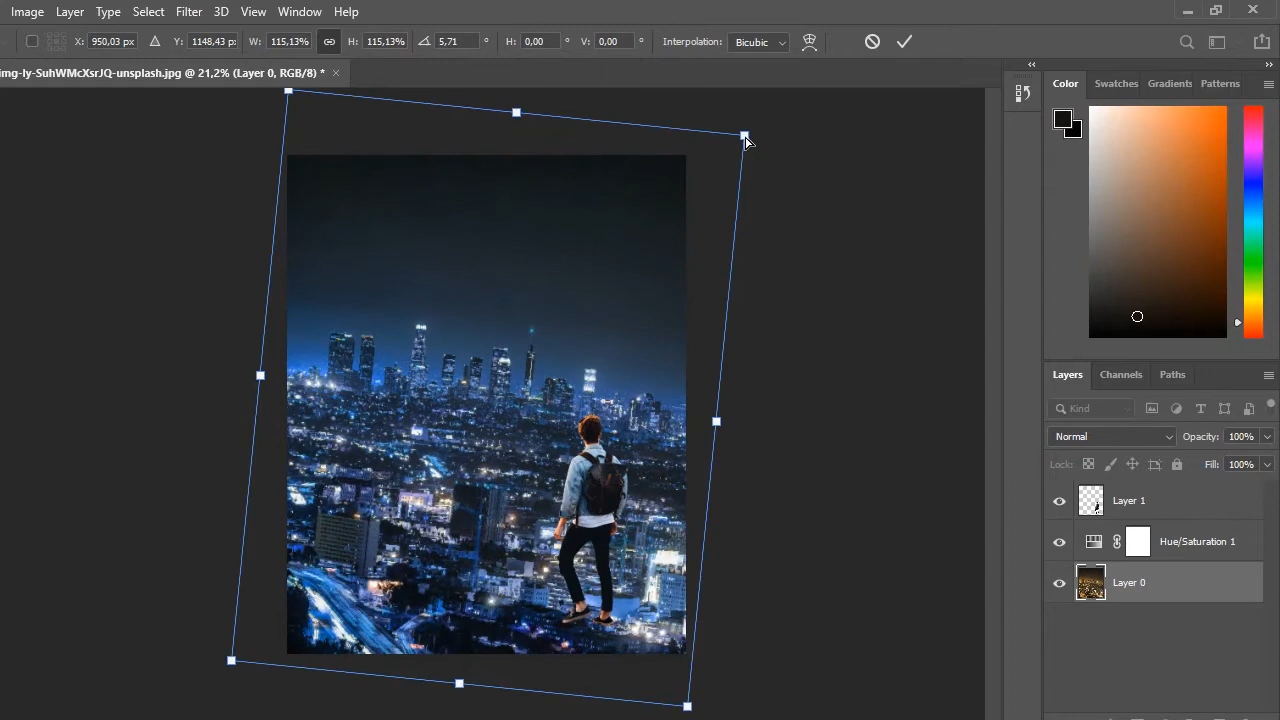 Image Layer Type Select Filter 3D View Window Help
X: 950,03 px Y: 1148,43 px W: 115,13% H: 115,13% 5,71 ° H: 0,00 ° V: 0,00 ° Interpolation: Bicubic
img-ly-SuhWMcXsrJQ-unsplash.jpg @ 21,2% (Layer 0, RGB/8) * ×
Color Swatches Gradients Patterns
Layers Channels Paths
Kind
Normal Opacity: 100%
Lock: Fill: 100%
Layer 1
Hue/Saturation 1
Layer 0